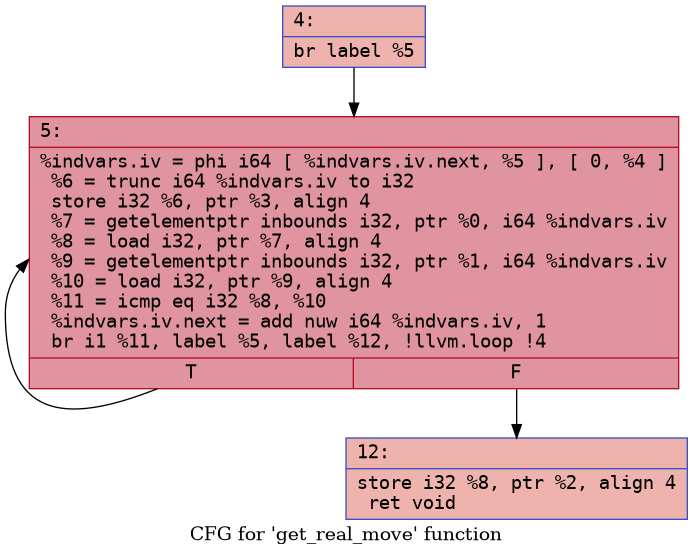 4:
br label %5
5:
%indvars.iv = phi i64 [ %indvars.iv.next, %5 ], [ 0, %4 ]
%6 = trunc i64 %indvars.iv to i32
store i32 %6, ptr %3, align 4
%7 = getelementptr inbounds i32, ptr %0, i64 %indvars.iv
%8 = load i32, ptr %7, align 4
%9 = getelementptr inbounds i32, ptr %1, i64 %indvars.iv
%10 = load i32, ptr %9, align 4
%11 = icmp eq i32 %8, %10
%indvars.iv.next = add nuw i64 %indvars.iv, 1
br i1 %11, label %5, label %12, !llvm.loop !4
T F
12:
store i32 %8, ptr %2, align 4
ret void
CFG for 'get_real_move' function